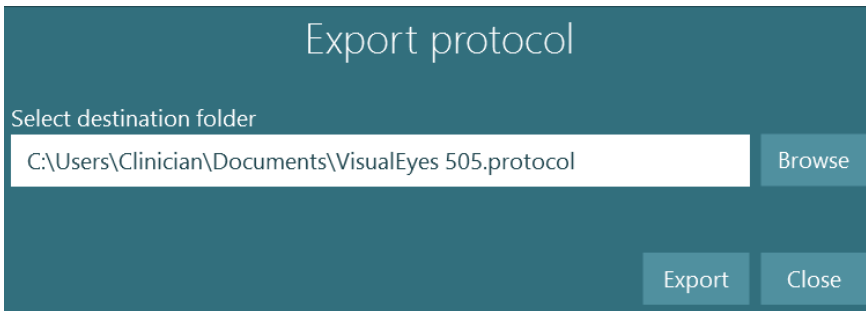 Export protocol
Select destination folder
C:\Users\Clinician\Documents\VisualEyes 505.protocol
Browse
Export
Close